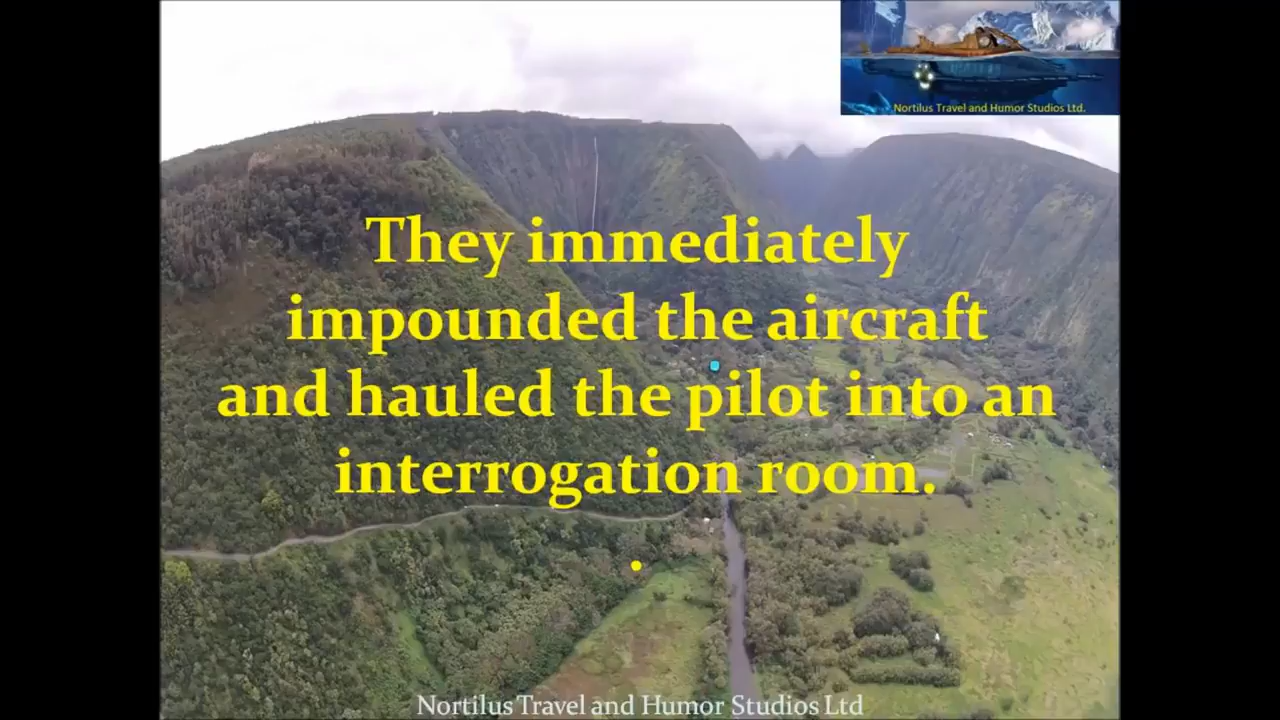 Nortilus Travel and Humor Studios Ltd.
They immediately
impounded the aircraft
and hauled the pilot into an
interrogation room.
.
Nortilus Travel and Humor Studios Ltd